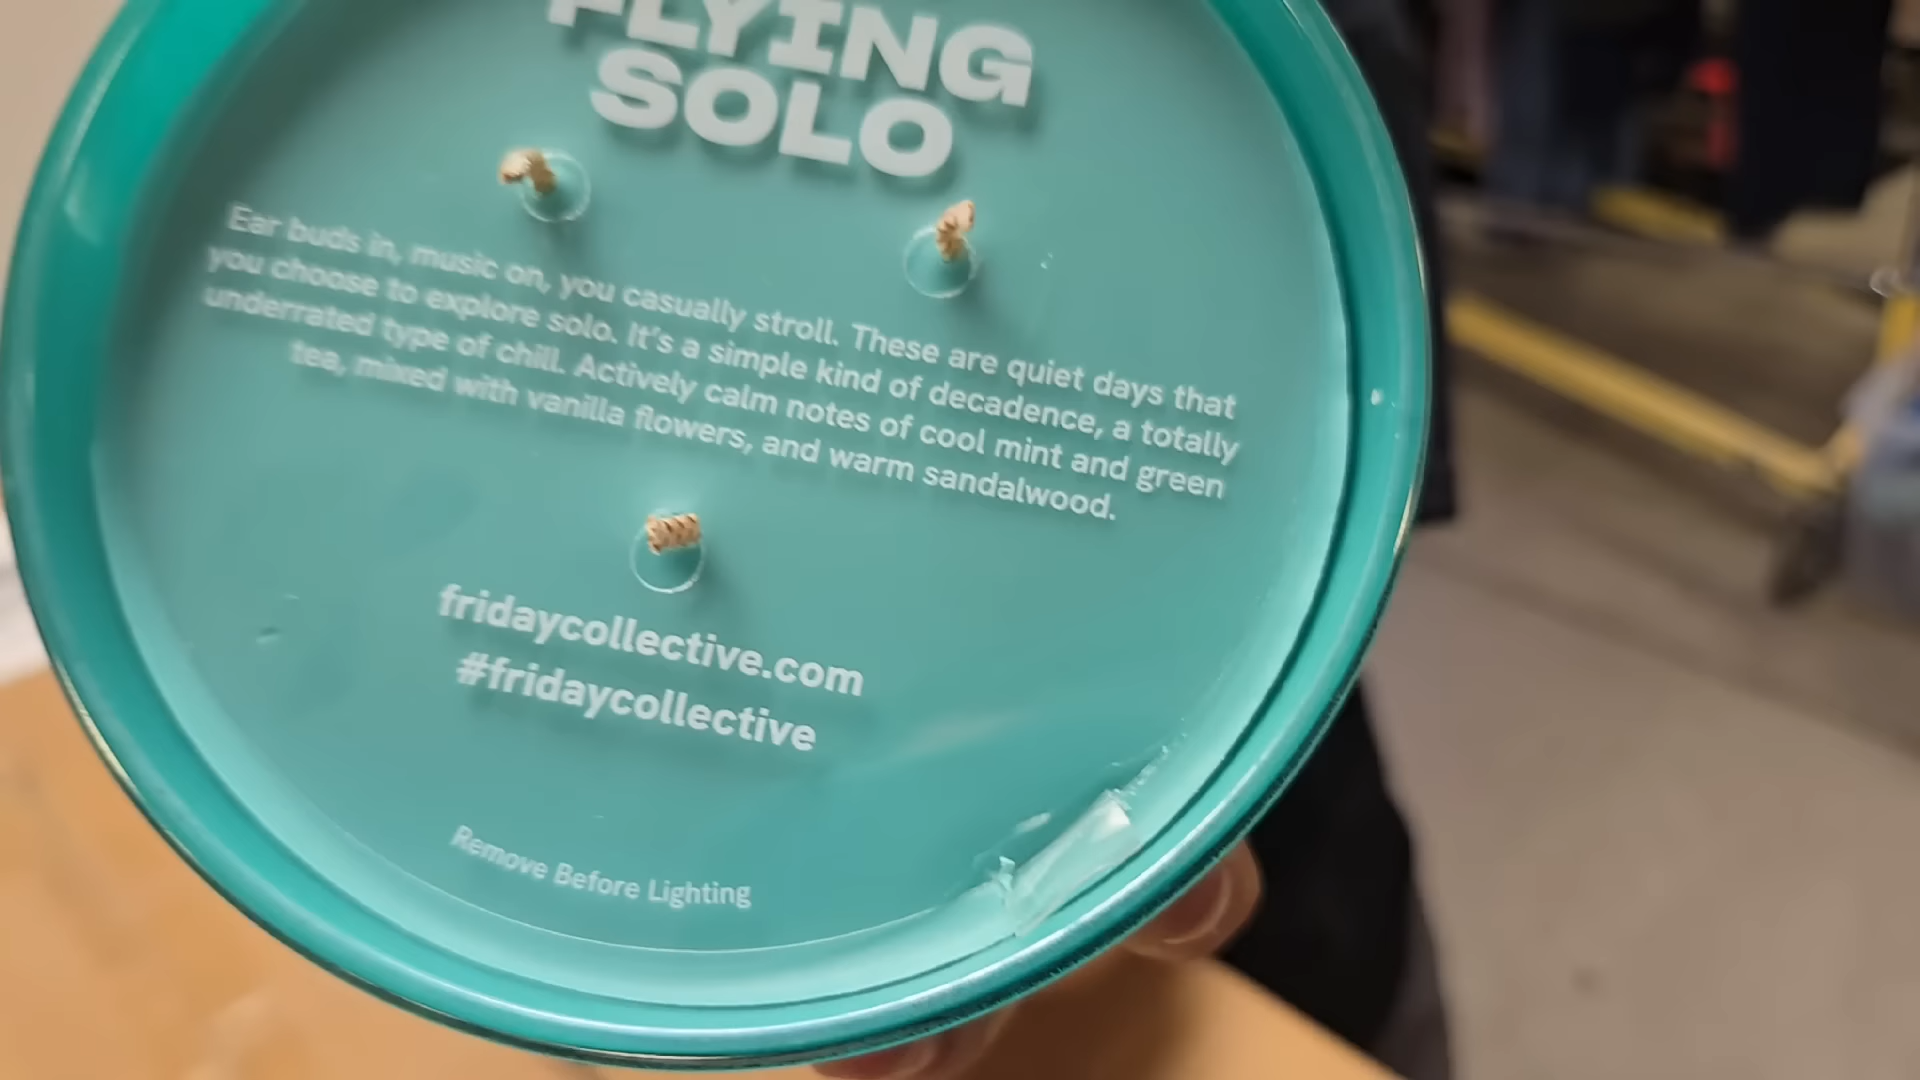 FLYING
SOLO
Ear buds in, music on, you casually stroll. These are quiet days that
you choose to explore solo. It's a simple kind of decadence, a totally
underrated type of chill. Actively calm notes of cool mint and green
tea, mixed with vanilla flowers, and warm sandalwood.
fridaycollective.com
#fridaycollective
Remove Before Lighting